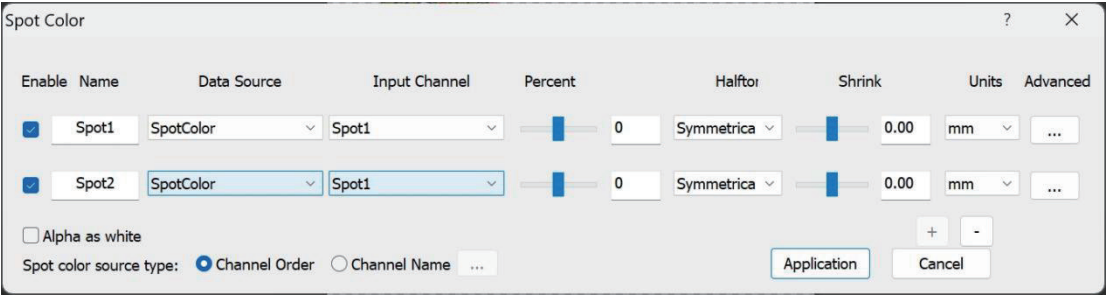 Spot Color ? ×
Enable Name Data Source Input Channel Percent Halftor Shrink Units Advanced
Spot1 SpotColor Spot1 0 Symmetrica 0.00 mm ...
Spot2 SpotColor Spot1 0 Symmetrica 0.00 mm ...
+ -
Alpha as white
Spot color source type: Channel Order Channel Name ... Application Cancel